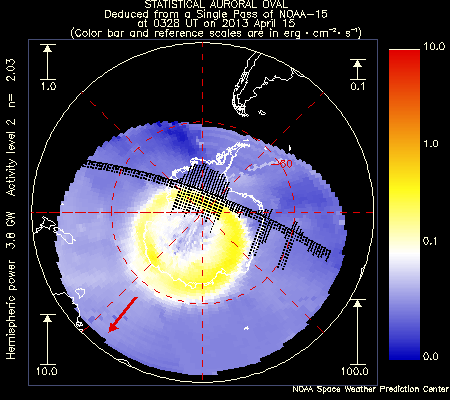 STATISTICAL AURORAL OVAL
Deduced from a Single Pass of NOAA-15
at 0328 UT on 2013 April 15
(Color bar and reference scales are in erg · cm⁻² · s⁻¹)
Hemispheric power 3.8 GW Activity level 2 n= 2.03
1.0
0.1
10.0
100.0
-60
10.0
1.0
0.1
0.0
NOAA Space Weather Prediction Center